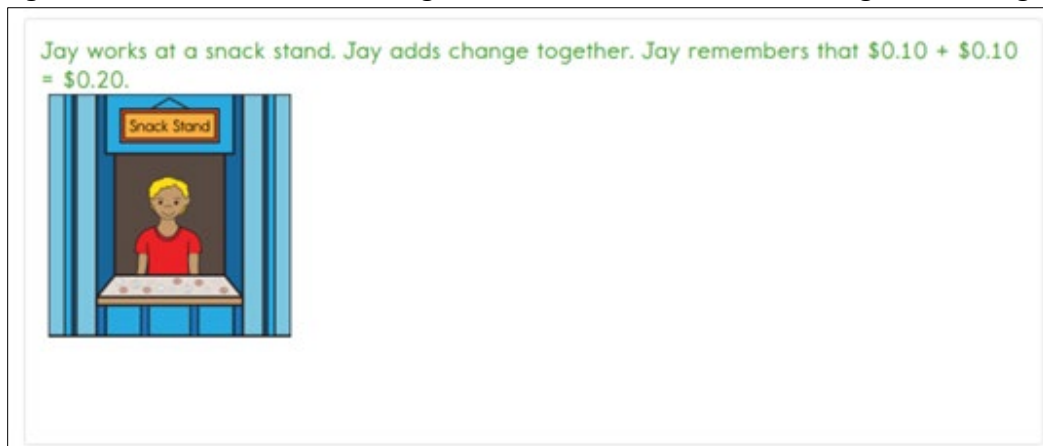 Jay works at a snack stand. Jay adds change together. Jay remembers that $0.10 + $0.10
= $0.20.
Snack Stand